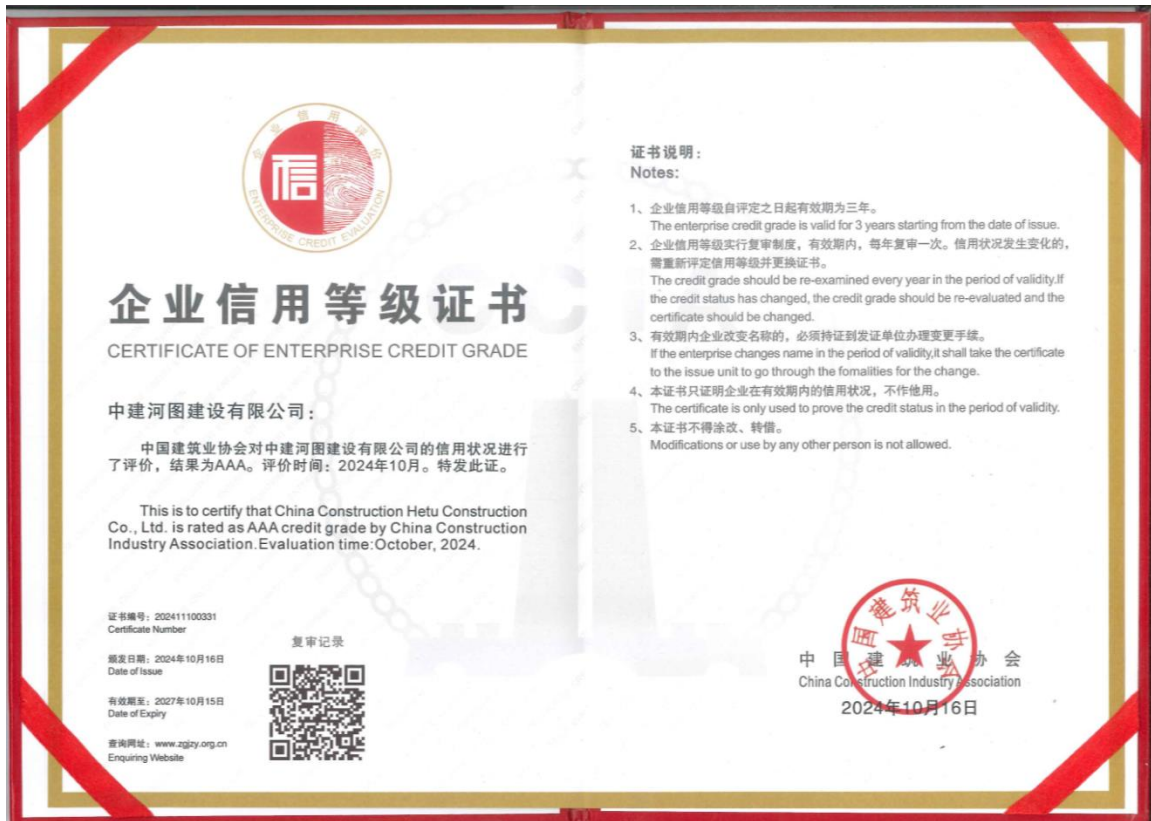 企业信用评价
ENTERPRISE CREDIT EVALUATION
信
企业信用等级证书
CERTIFICATE OF ENTERPRISE CREDIT GRADE
中建河图建设有限公司：
中国建筑业协会对中建河图建设有限公司的信用状况进行
了评价，结果为AAA。评价时间：2024年10月。特发此证。
This is to certify that China Construction Hetu Construction
Co., Ltd. is rated as AAA credit grade by China Construction
Industry Association.Evaluation time:October, 2024.
证书编号：202411100331
Certificate Number
颁发日期：2024年10月16日
Date of Issue
有效期至：2027年10月15日
Date of Expiry
查询网址：www.zgjzy.org.cn
Enquiring Website
复审记录
证书说明：
Notes:
1、企业信用等级自评定之日起有效期为三年。
The enterprise credit grade is valid for 3 years starting from the date of issue.
2、企业信用等级实行复审制度，有效期内，每年复审一次。信用状况发生变化的，
需重新评定信用等级并更换证书。
The credit grade should be re-examined every year in the period of validity.If
the credit status has changed, the credit grade should be re-evaluated and the
certificate should be changed.
3、有效期内企业改变名称的，必须持证到发证单位办理变更手续。
If the enterprise changes name in the period of validity,it shall take the certificate
to the issue unit to go through the fomalities for the change.
4、本证书只证明企业在有效期内的信用状况，不作他用。
The certificate is only used to prove the credit status in the period of validity.
5、本证书不得涂改、转借。
Modifications or use by any other person is not allowed.
中国建筑业协会
中国建筑业协会
China Construction Industry Association
2024年10月16日